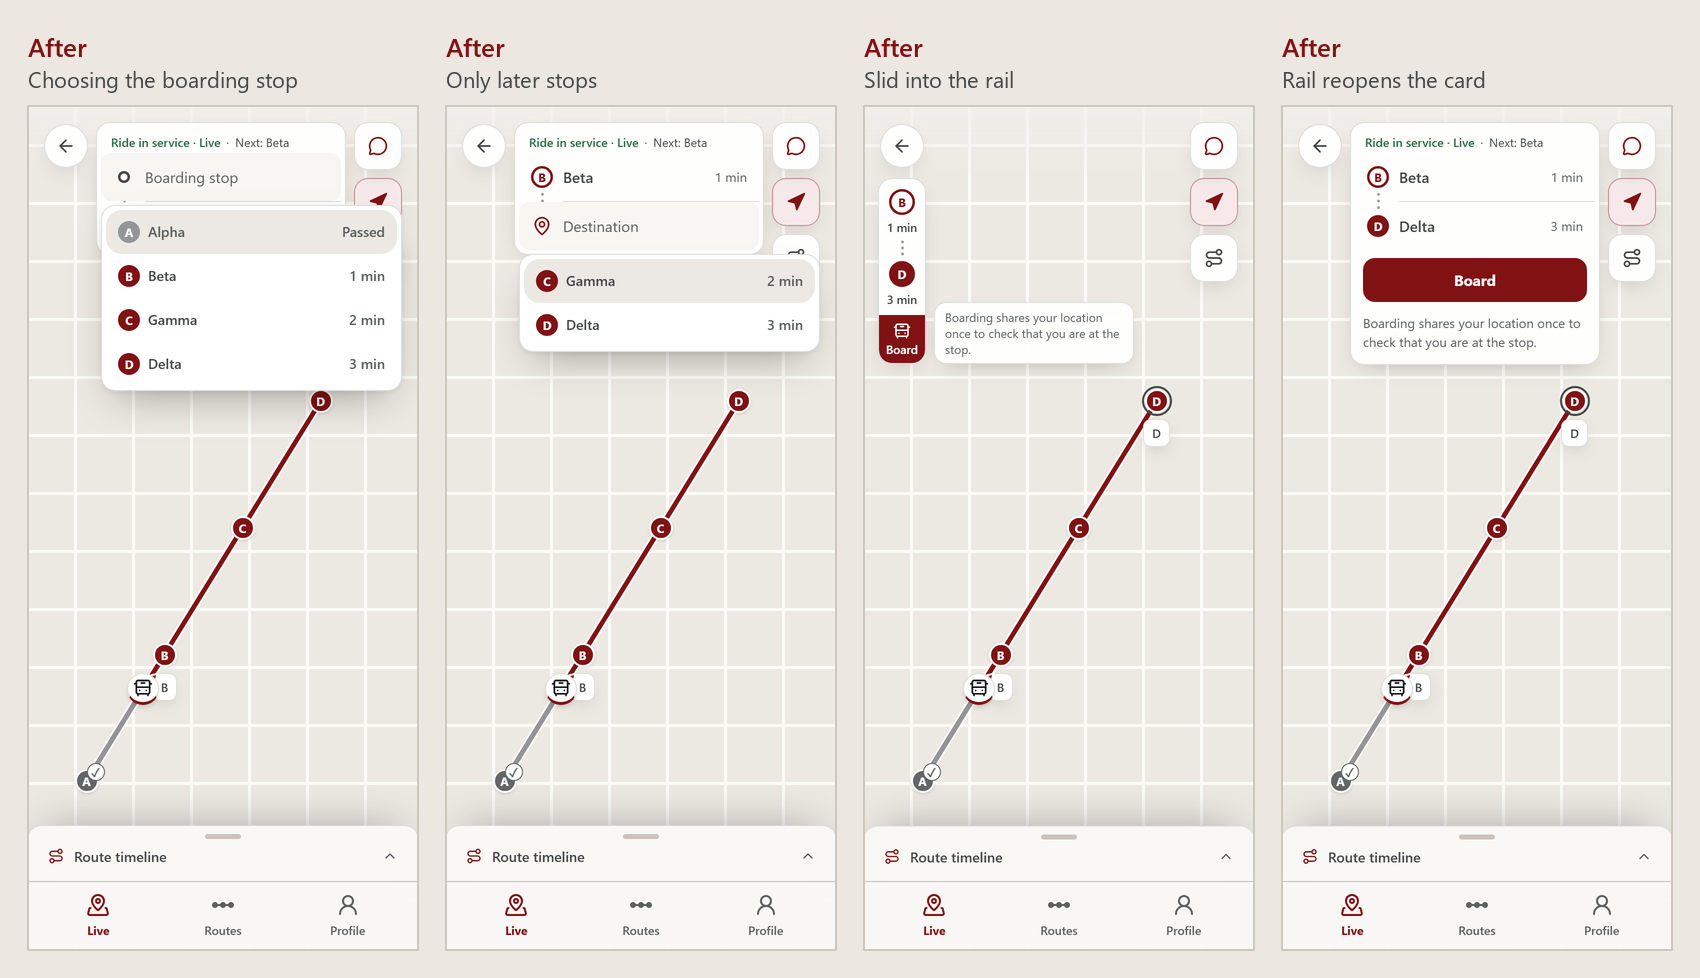 After
Choosing the boarding stop
Ride in service · Live · Next: Beta
Boarding stop
A Alpha Passed
B Beta 1 min
C Gamma 2 min
D Delta 3 min
D
C
B
B
A
Route timeline
Live Routes Profile
After
Only later stops
Ride in service · Live · Next: Beta
B Beta 1 min
Destination
C Gamma 2 min
D Delta 3 min
D
C
B
B
A
Route timeline
Live Routes Profile
After
Slid into the rail
B
1 min
D
3 min
Board
Boarding shares your location
once to check that you are at the
stop.
D
D
C
B
B
A
Route timeline
Live Routes Profile
After
Rail reopens the card
Ride in service · Live · Next: Beta
B Beta 1 min
D Delta 3 min
Board
Boarding shares your location once to
check that you are at the stop.
D
D
C
B
B
A
Route timeline
Live Routes Profile